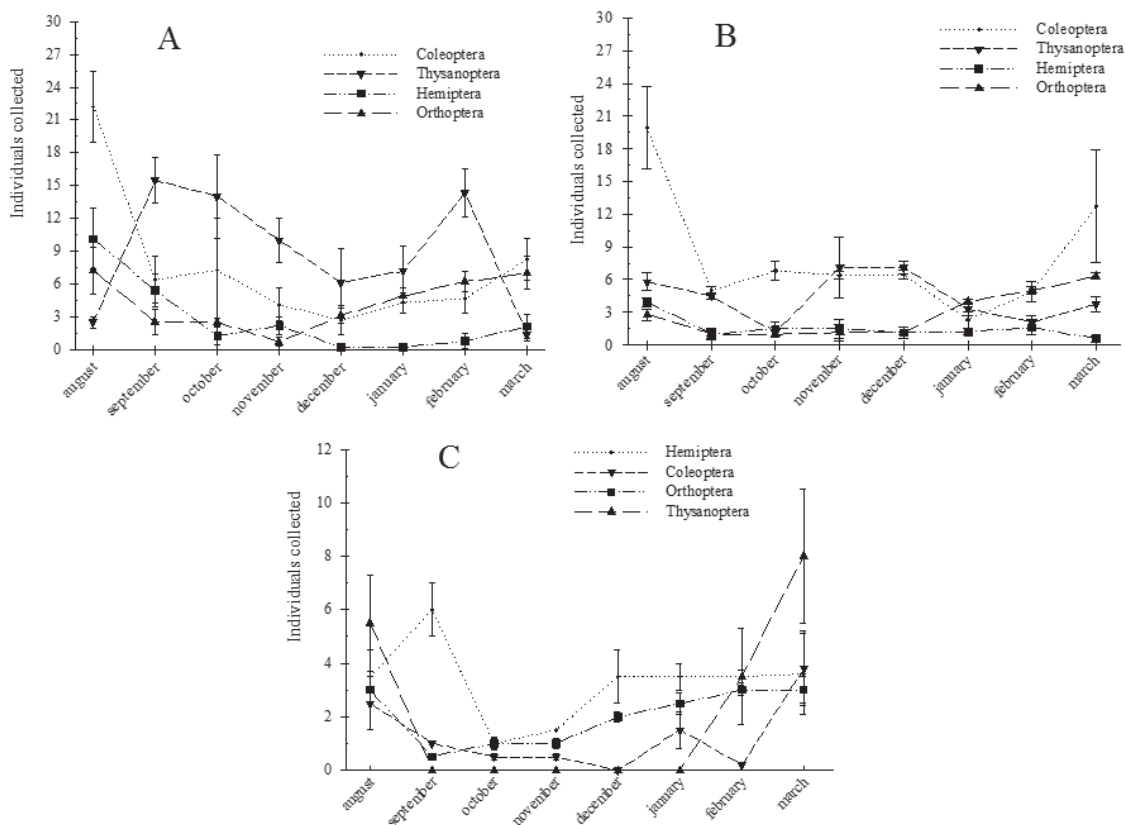 A
Individuals collected
30
27
24
21
18
15
12
9
6
3
0
Coleoptera
Thysanoptera
Hemiptera
Orthoptera
august
september
october
november
december
january
february
march
B
Individuals collected
30
27
24
21
18
15
12
9
6
3
0
Coleoptera
Thysanoptera
Hemiptera
Orthoptera
august
september
october
november
december
january
february
march
C
Individuals collected
12
10
8
6
4
2
0
Hemiptera
Coleoptera
Orthoptera
Thysanoptera
august
september
october
november
december
january
february
march